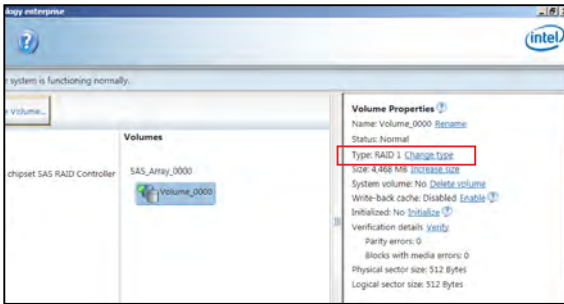 ology enterprise
intel
system is functioning normally.
Volume...
Volumes
chipset SAS RAID Controller
SAS_Array_0000
Volume_0000
Volume Properties
Name: Volume_0000 Rename
Status: Normal
Type: RAID 1 Change type
Size: 4,468 MB Increase size
System volume: No Delete volume
Write-back cache: Disabled Enable
Initialized: No Initialize
Verification details Verify
Parity errors: 0
Blocks with media errors: 0
Physical sector size: 512 Bytes
Logical sector size: 512 Bytes